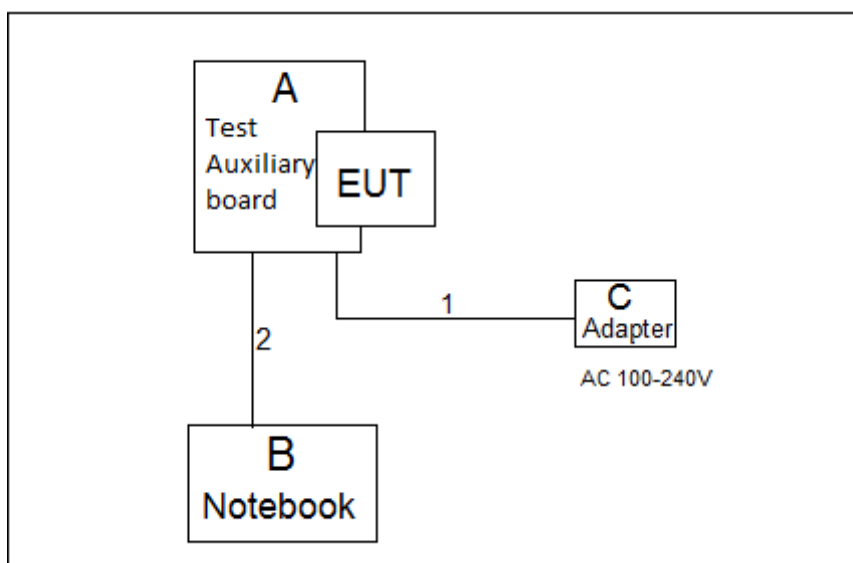 A
Test
Auxiliary
board
EUT
1
C
Adapter
AC 100-240V
2
B
Notebook